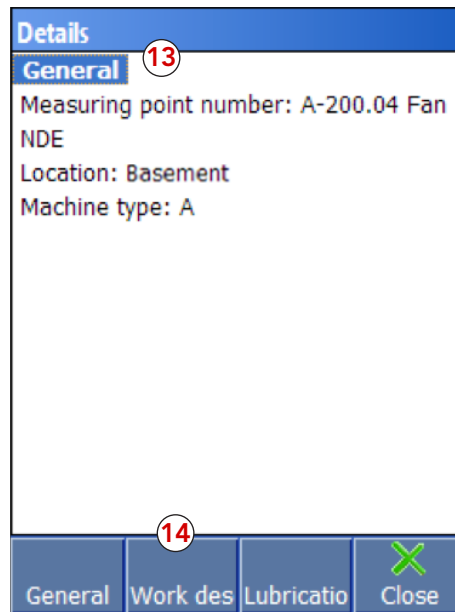 Details
13
General
Measuring point number: A-200.04 Fan
NDE
Location: Basement
Machine type: A
14
General Work des Lubricatio Close